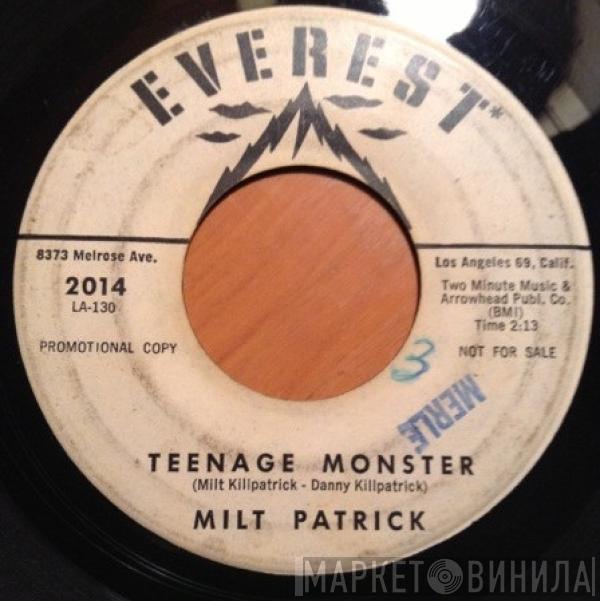 EVEREST*
8373 Melrose Ave.
2014
LA-130
PROMOTIONAL COPY
Los Angeles 69, Calif.
Two Minute Music &
Arrowhead Publ. Co.
(BMI)
Time 2:13
NOT FOR SALE
3
MERLE
TEENAGE MONSTER
(Milt Killpatrick - Danny Killpatrick)
MILT PATRICK
МАРКЕТ ВИНИЛА